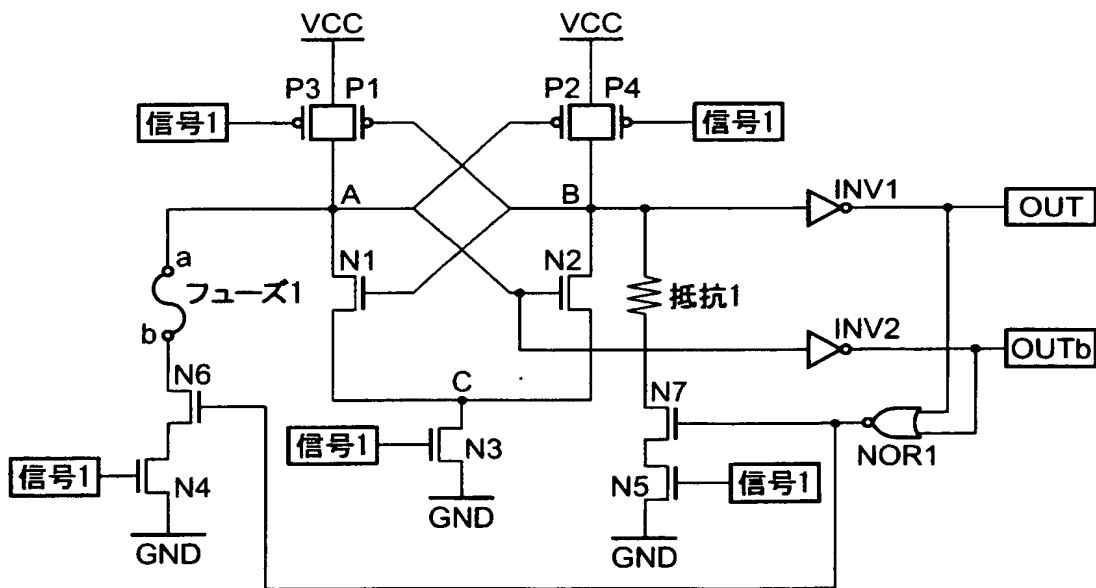 VCC
VCC
P3 P1
P2 P4
信号1
信号1
A
B
INV1
OUT
a
フューズ1
b
N1
N2
抵抗1
INV2
OUTb
N6
C
N7
信号1
N3
NOR1
信号1
N4
N5
信号1
GND
GND
GND